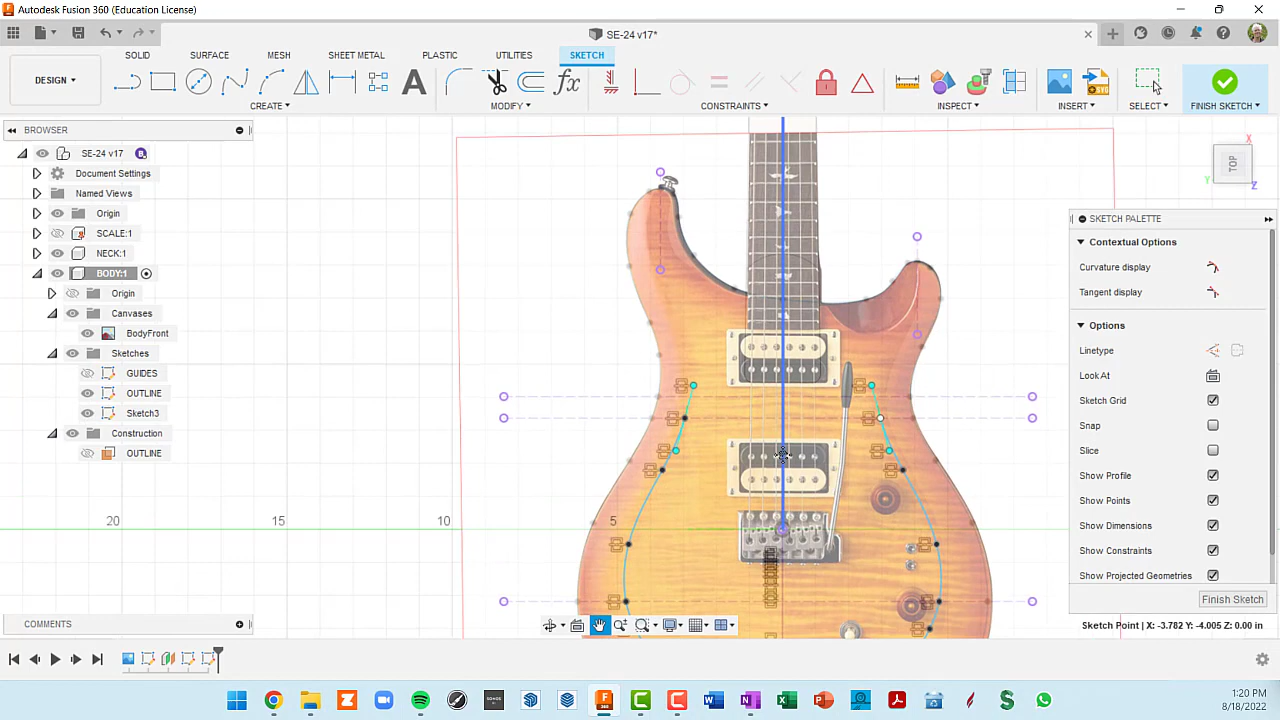 Autodesk Fusion 360 (Education License)
SE-24 v17*
DESIGN
SOLID SURFACE MESH SHEET METAL PLASTIC UTILITIES SKETCH
CREATE MODIFY CONSTRAINTS INSPECT INSERT SELECT FINISH SKETCH
BROWSER
SE-24 v17
Document Settings
Named Views
Origin
SCALE:1
NECK:1
BODY:1
Origin
Canvases
BodyFront
Sketches
GUIDES
OUTLINE
Sketch3
Construction
OUTLINE
COMMENTS
20 15 10 5
X
TOP
Y
Z
SKETCH PALETTE
Contextual Options
Curvature display
Tangent display
Options
Linetype
Look At
Sketch Grid
Snap
Slice
Show Profile
Show Points
Show Dimensions
Show Constraints
Show Projected Geometries
Finish Sketch
Sketch Point | X: -3.782 Y: -4.005 Z: 0.00 in
1:20 PM
8/18/2022